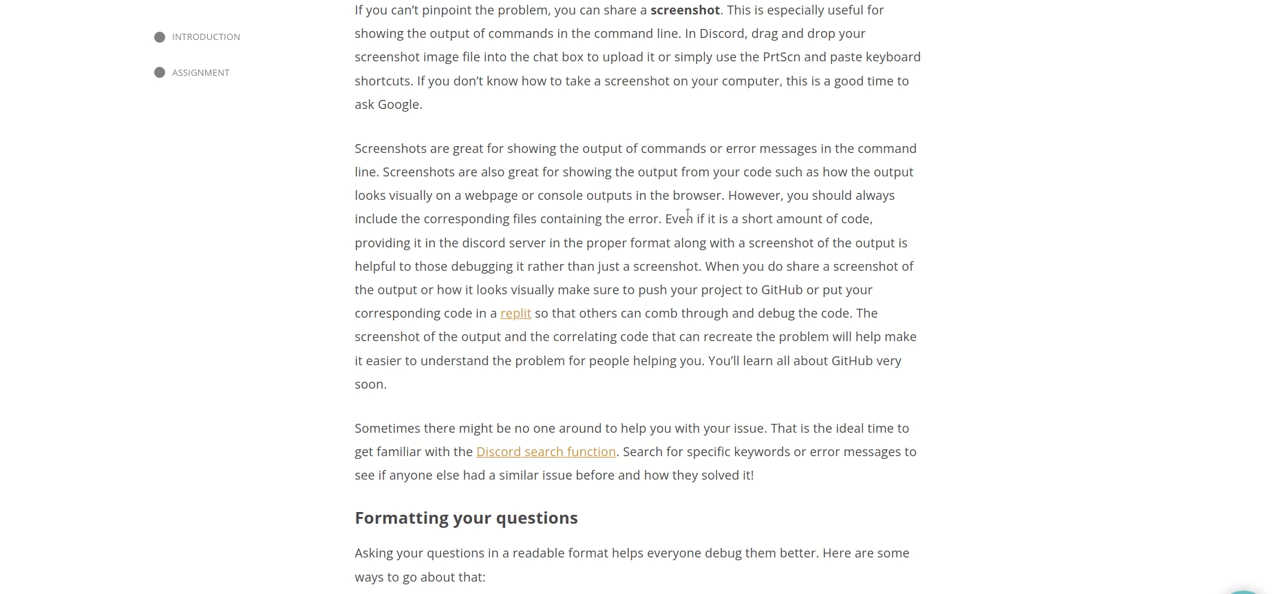 INTRODUCTION
ASSIGNMENT
If you can’t pinpoint the problem, you can share a screenshot. This is especially useful for
showing the output of commands in the command line. In Discord, drag and drop your
screenshot image file into the chat box to upload it or simply use the PrtScn and paste keyboard
shortcuts. If you don’t know how to take a screenshot on your computer, this is a good time to
ask Google.
Screenshots are great for showing the output of commands or error messages in the command
line. Screenshots are also great for showing the output from your code such as how the output
looks visually on a webpage or console outputs in the browser. However, you should always
include the corresponding files containing the error. Even if it is a short amount of code,
providing it in the discord server in the proper format along with a screenshot of the output is
helpful to those debugging it rather than just a screenshot. When you do share a screenshot of
the output or how it looks visually make sure to push your project to GitHub or put your
corresponding code in a replit so that others can comb through and debug the code. The
screenshot of the output and the correlating code that can recreate the problem will help make
it easier to understand the problem for people helping you. You’ll learn all about GitHub very
soon.
Sometimes there might be no one around to help you with your issue. That is the ideal time to
get familiar with the Discord search function. Search for specific keywords or error messages to
see if anyone else had a similar issue before and how they solved it!
Formatting your questions
Asking your questions in a readable format helps everyone debug them better. Here are some
ways to go about that: